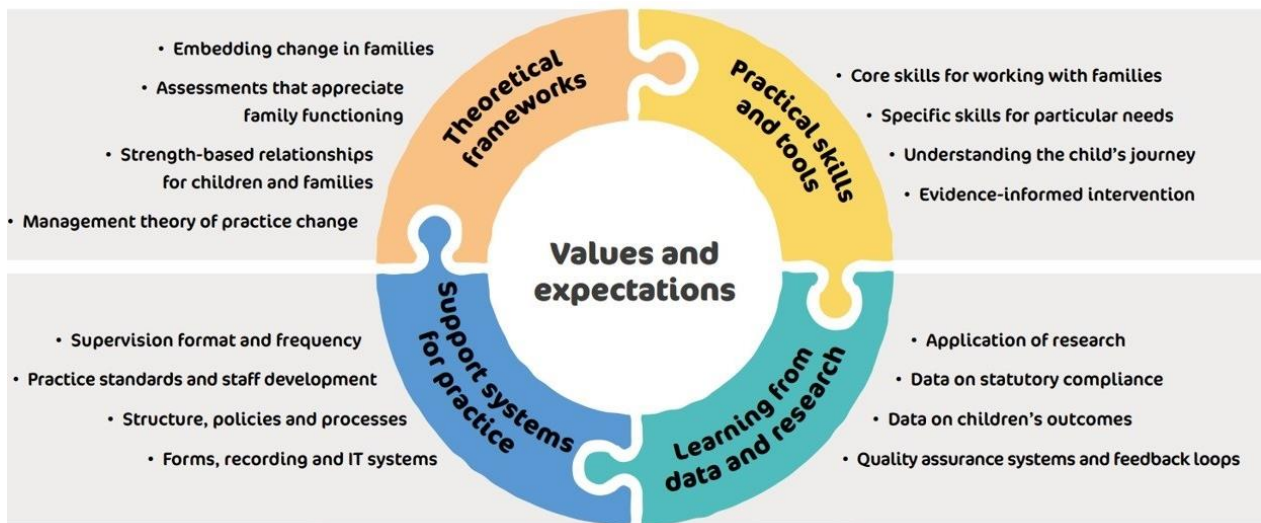 • Embedding change in families
• Assessments that appreciate
family functioning
• Strength-based relationships
for children and families
• Management theory of practice change
Theoretical
frameworks
Practical skills
and tools
• Core skills for working with families
• Specific skills for particular needs
• Understanding the child’s journey
• Evidence-informed intervention
Values and
expectations
• Supervision format and frequency
• Practice standards and staff development
• Structure, policies and processes
• Forms, recording and IT systems
Support systems
for practice
Learning from
data and research
• Application of research
• Data on statutory compliance
• Data on children’s outcomes
• Quality assurance systems and feedback loops